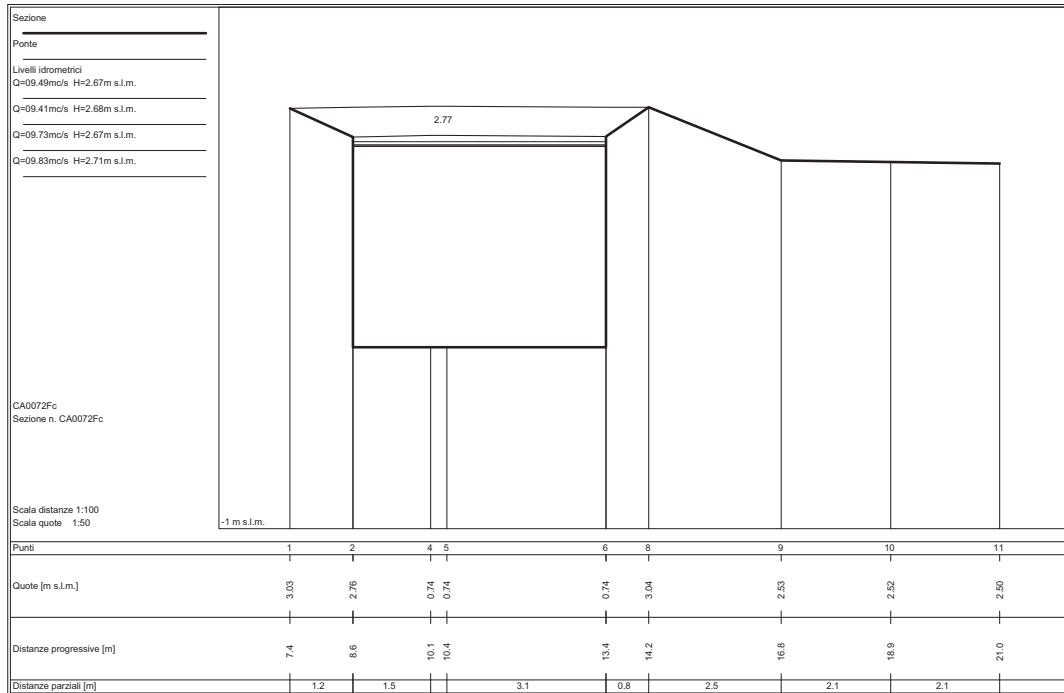 Sezione
Ponte
Livelli idrometrici
Q=09.49mc/s H=2.67m s.l.m.
Q=09.41mc/s H=2.68m s.l.m.
Q=09.73mc/s H=2.67m s.l.m.
Q=09.83mc/s H=2.71m s.l.m.
2.77
CA0072Fc
Sezione n. CA0072Fc
Scala distanze 1:100
Scala quote 1:50
-1 m s.l.m.
Punti 1 2 4 5 6 8 9 10 11
Quote [m s.l.m.] 3.03 2.76 0.74 0.74 0.74 3.04 2.53 2.52 2.50
Distanze progressive [m] 7.4 8.6 10.1 10.4 13.4 14.2 16.8 18.9 21.0
Distanze parziali [m] 1.2 1.5 3.1 0.8 2.5 2.1 2.1